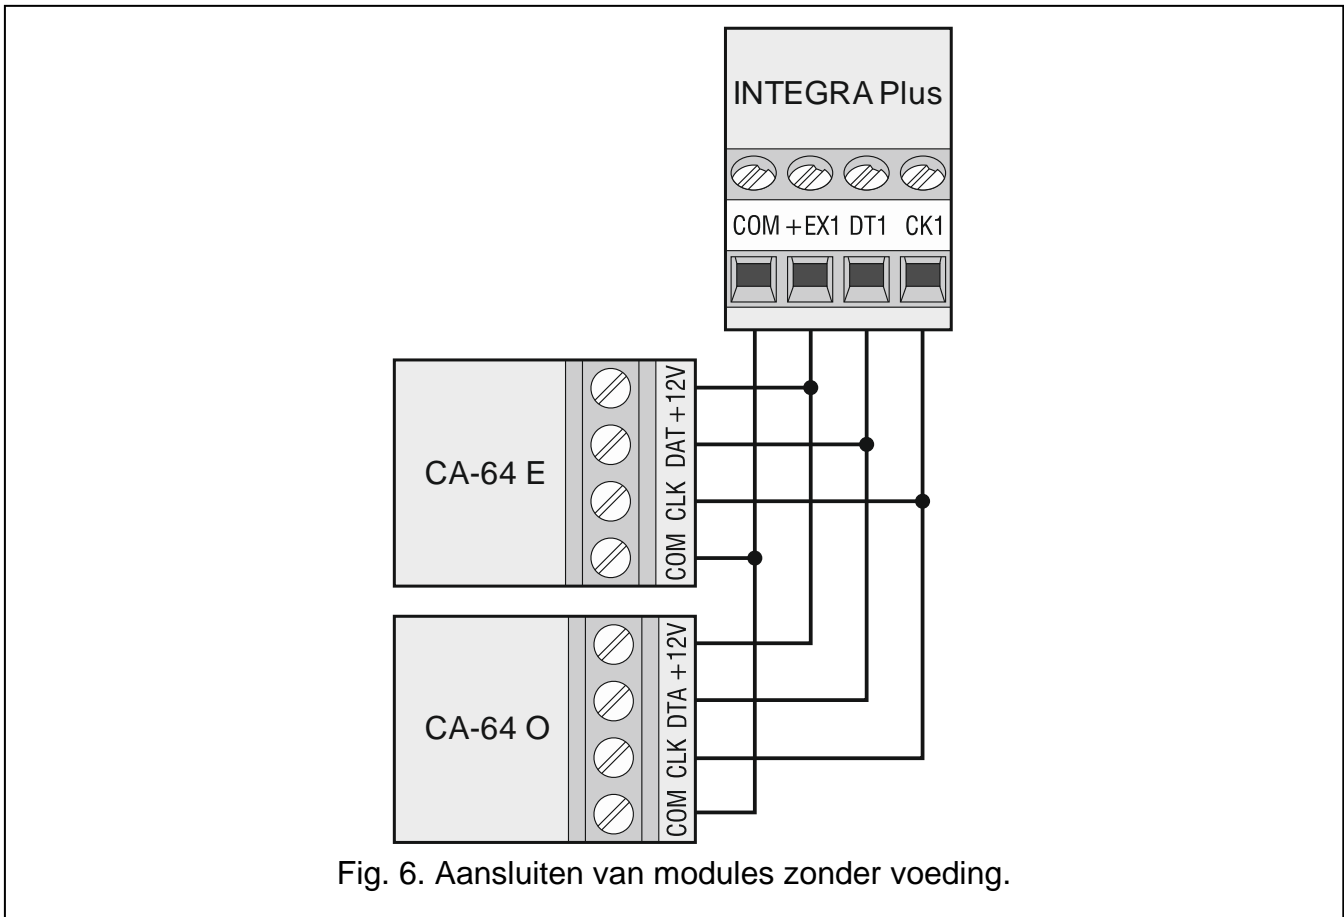 INTEGRA Plus
COM +EX1 DT1 CK1
CA-64 E
COM CLK DAT +12V
CA-64 O
COM CLK DTA +12V
Fig. 6. Aansluiten van modules zonder voeding.